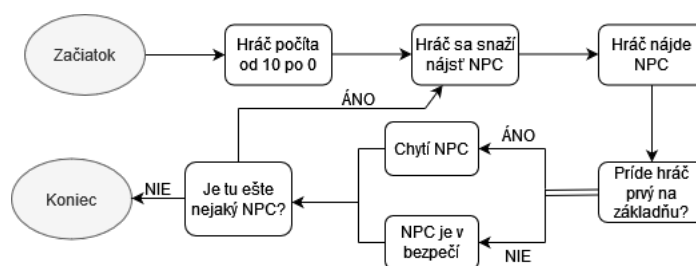 Začiatok
Hráč počíta
od 10 po 0
Hráč sa snaží
nájsť NPC
Hráč nájde
NPC
ÁNO
Chytí NPC
ÁNO
Príde hráč
prvý na
základňu?
Koniec
NIE
Je tu ešte
nejaký NPC?
NPC je v
bezpečí
NIE